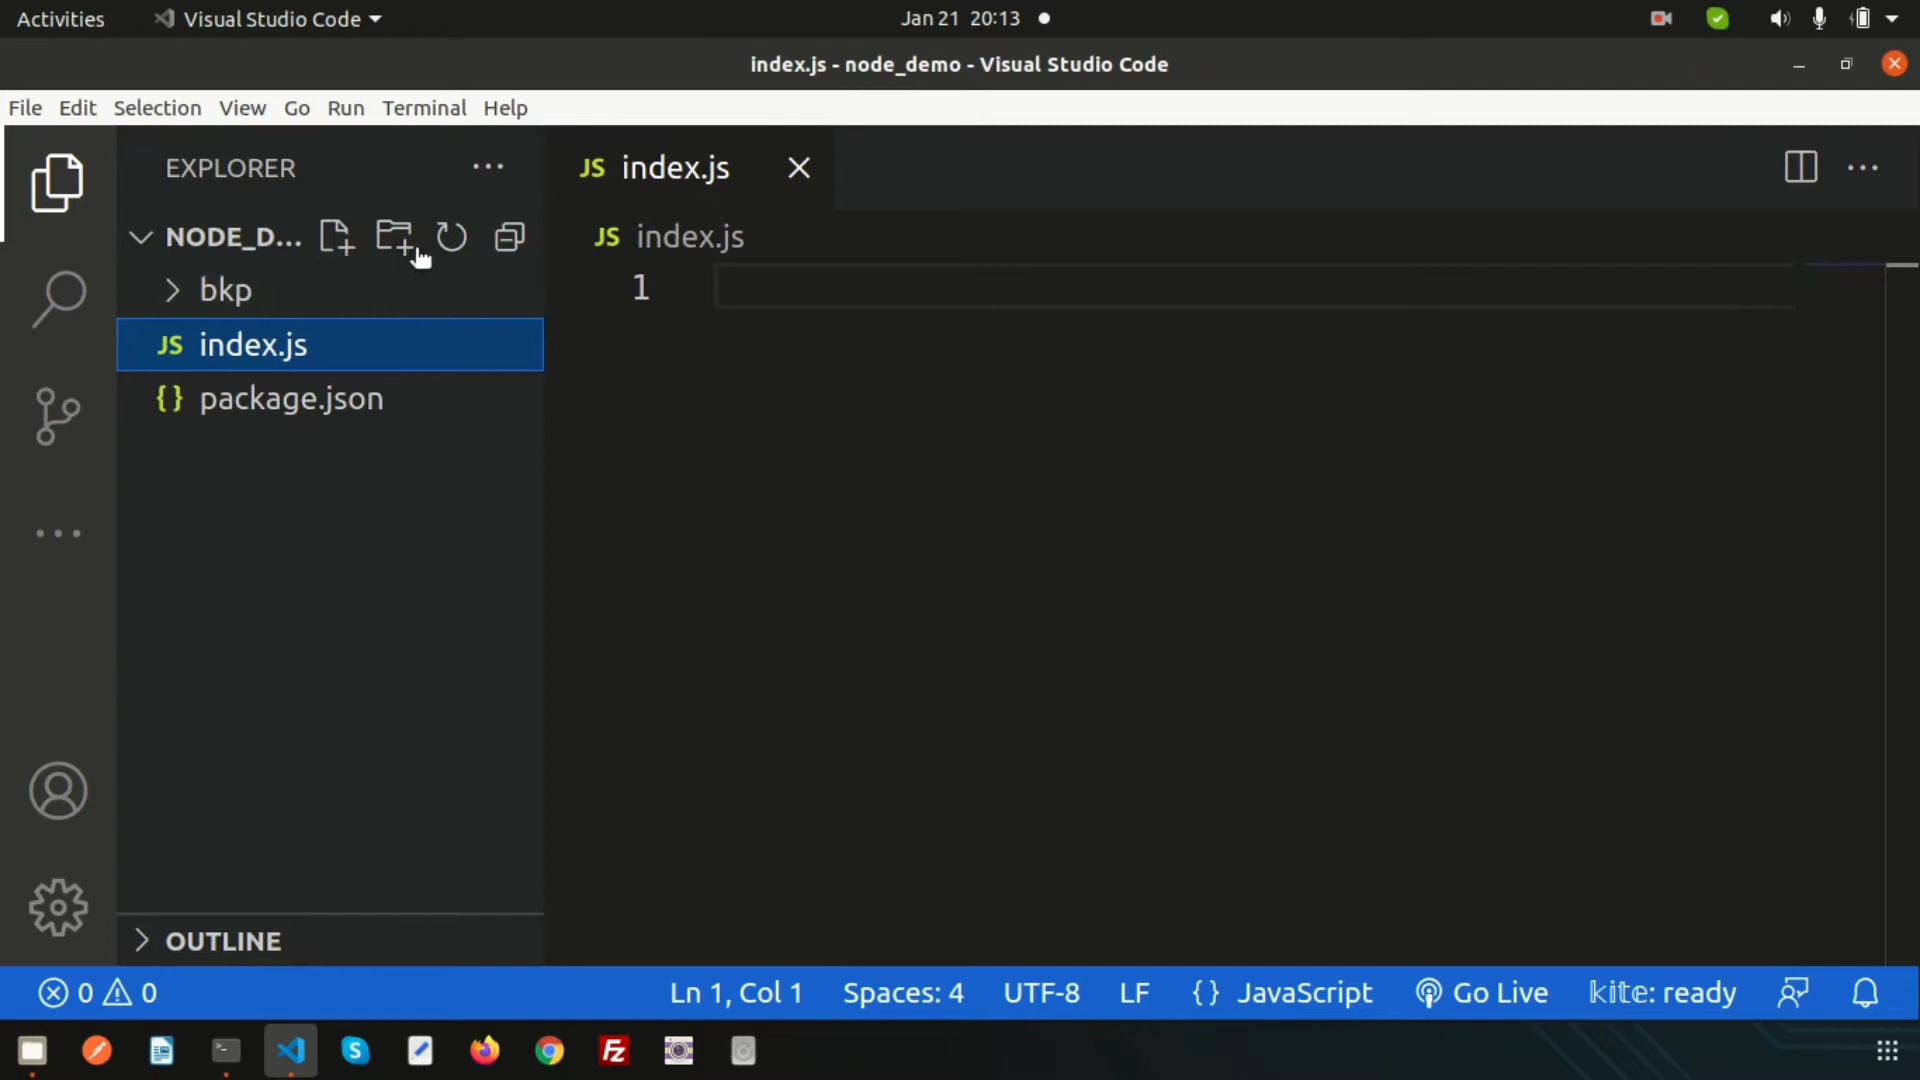 Activities
Visual Studio Code
Jan 21 20:13
index.js - node_demo - Visual Studio Code
File Edit Selection View Go Run Terminal Help
EXPLORER
JS index.js
NODE_D...
JS index.js
bkp
1
JS index.js
{} package.json
OUTLINE
0 0
Ln 1, Col 1
Spaces: 4
UTF-8
LF
{} JavaScript
Go Live
kite: ready
S
Fz